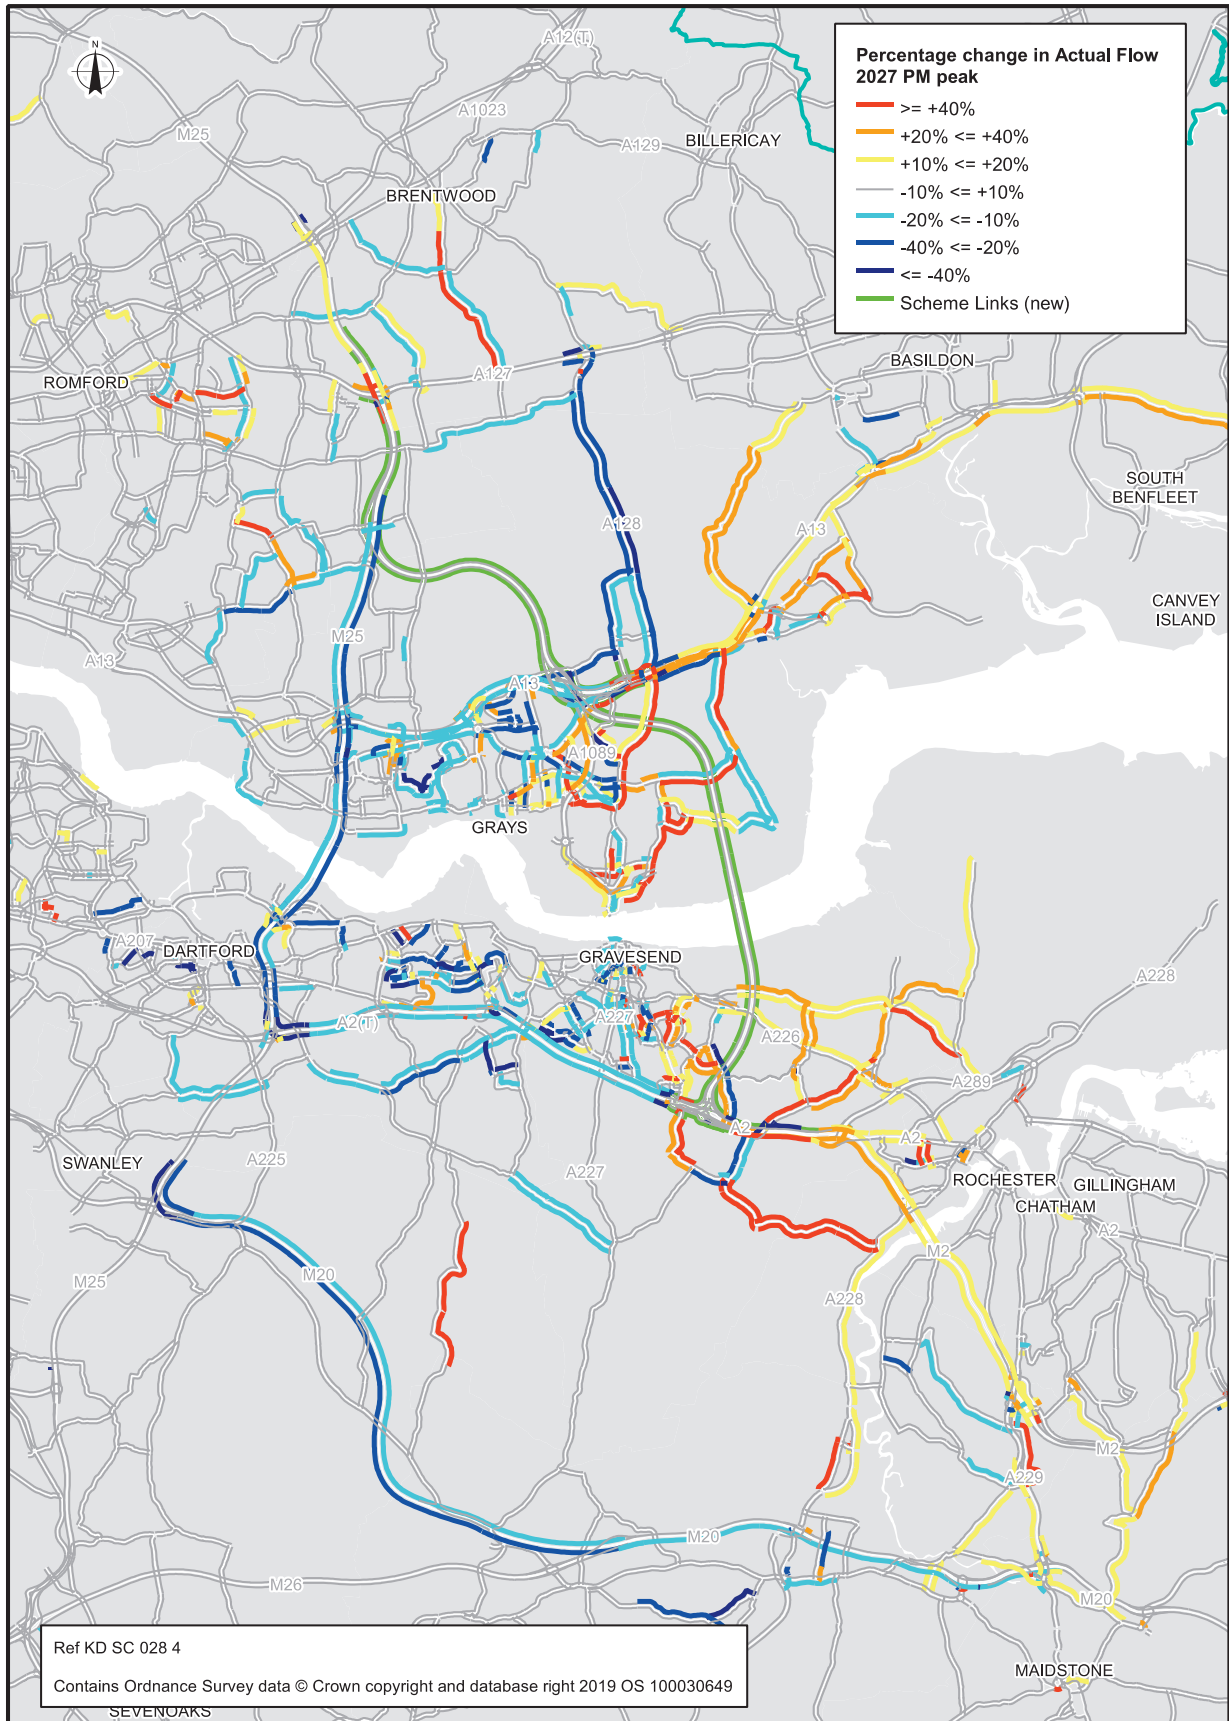 N
A12(T)
Percentage change in Actual Flow
2027 PM peak
>= +40%
+20% <= +40%
+10% <= +20%
-10% <= +10%
-20% <= -10%
-40% <= -20%
<= -40%
Scheme Links (new)
A1023
M25
A129
BILLERICAY
BRENTWOOD
BASILDON
A127
ROMFORD
SOUTH
BENFLEET
A128
A13
CANVEY
ISLAND
M25
A13
A13
A1089
GRAYS
A207
DARTFORD
GRAVESEND
A228
A2(T)
A227
A226
A289
A2
A2
SWANLEY
A225
A227
ROCHESTER
GILLINGHAM
CHATHAM
A2
M25
M20
M2
A228
M2
A229
M20
M26
M20
Ref KD SC 028 4
Contains Ordnance Survey data © Crown copyright and database right 2019 OS 100030649
MAIDSTONE
SEVENOAKS